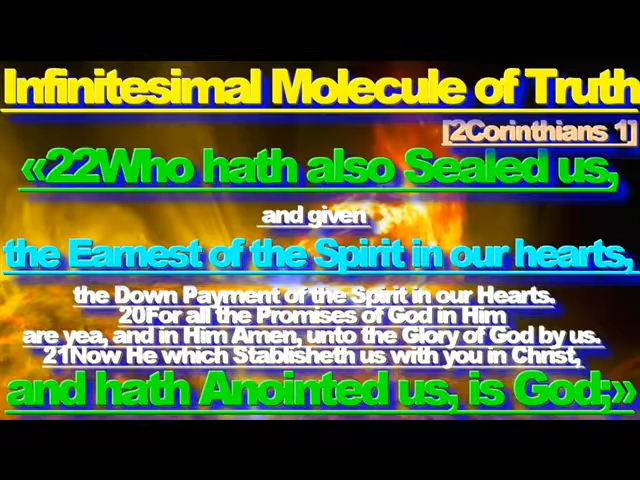 Infinitesimal Molecule of Truth
[2Corinthians 1]
«22Who hath also Sealed us,
and given
the Earnest of the Spirit in our hearts,
the Down Payment of the Spirit in our Hearts.
20For all the Promises of God in Him
are yea, and in Him Amen, unto the Glory of God by us.
21Now He which Stablisheth us with you in Christ,
and hath Anointed us, is God;»